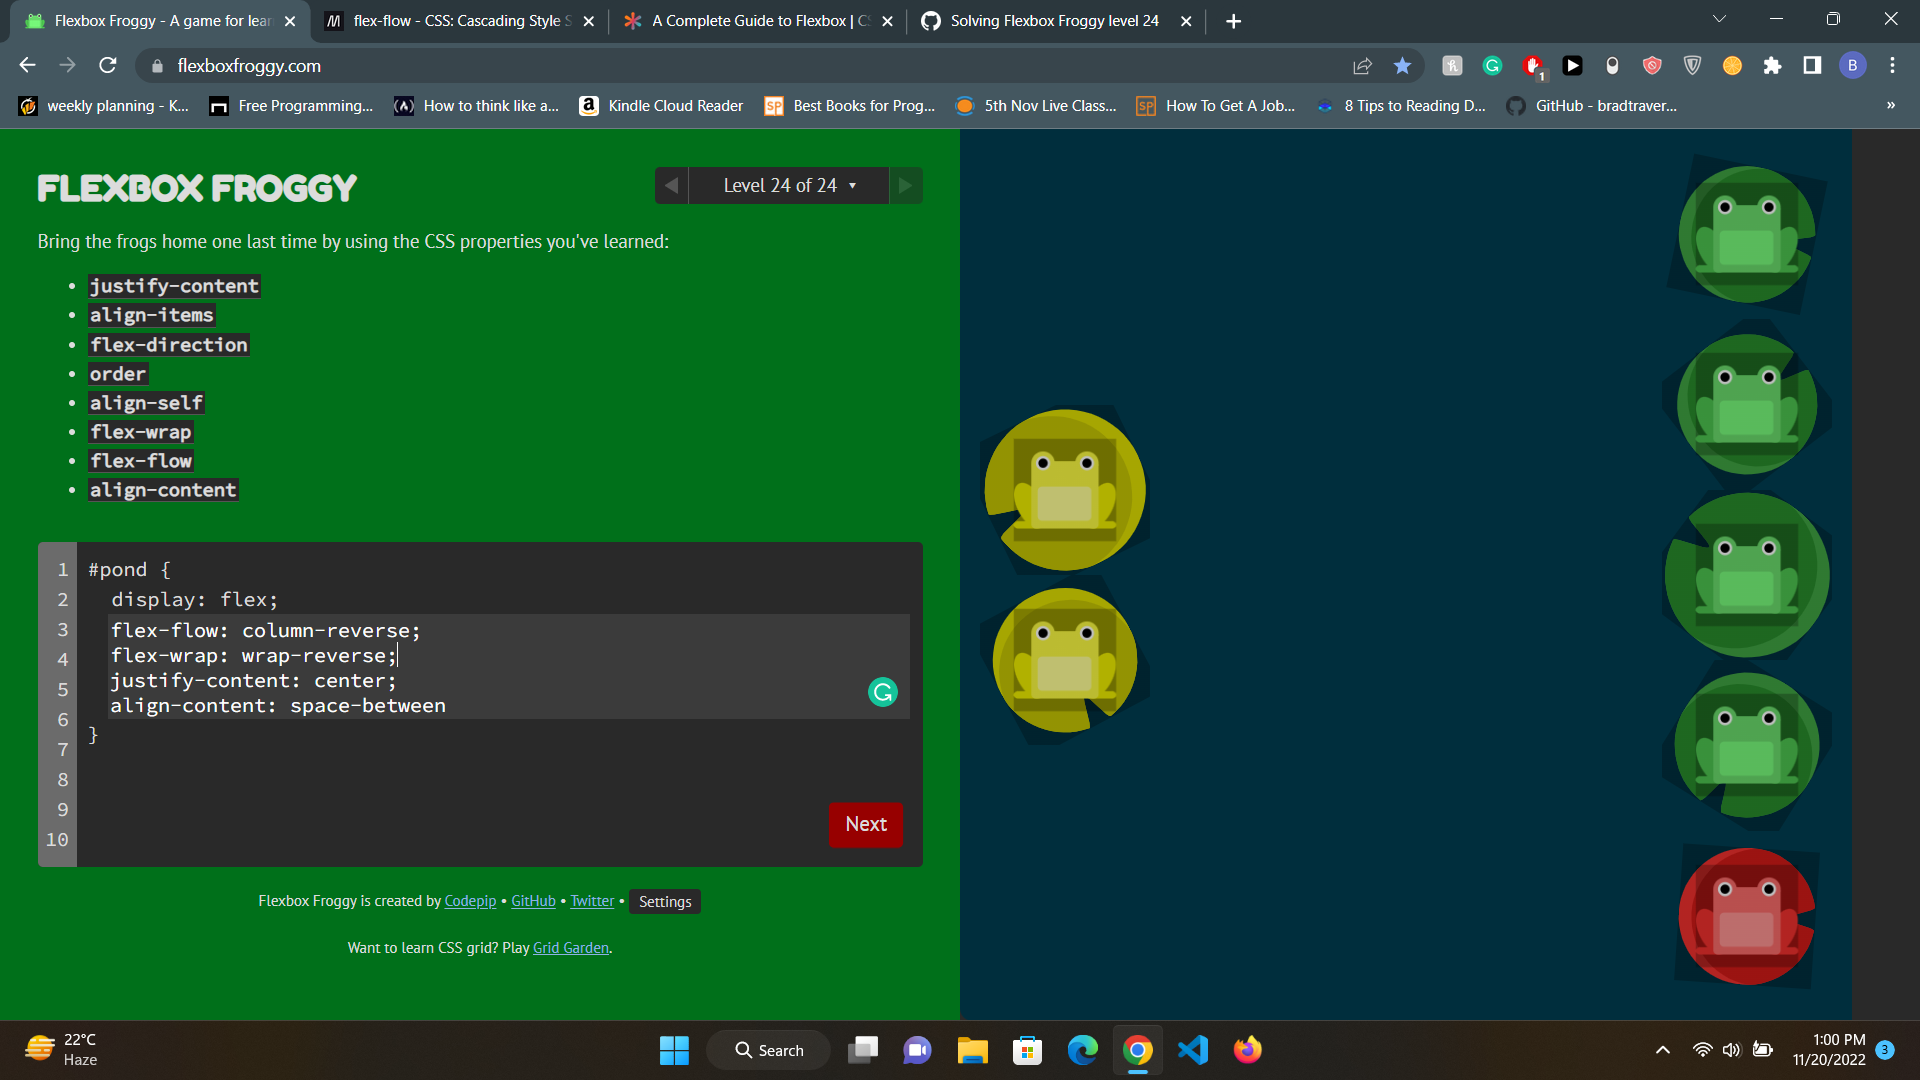 Flexbox Froggy - A game for lear
flex-flow - CSS: Cascading Style S
A Complete Guide to Flexbox | CS
Solving Flexbox Froggy level 24
flexboxfroggy.com
1
B
weekly planning - K...
Free Programming...
How to think like a...
Kindle Cloud Reader
Best Books for Prog...
5th Nov Live Class...
How To Get A Job...
8 Tips to Reading D...
GitHub - bradtraver...
»
FLEXBOX FROGGY
Level 24 of 24
Bring the frogs home one last time by using the CSS properties you've learned:
• justify-content
• align-items
• flex-direction
• order
• align-self
• flex-wrap
• flex-flow
• align-content
1 #pond {
2 display: flex;
3 flex-flow: column-reverse;
4 flex-wrap: wrap-reverse;
5 justify-content: center;
6 align-content: space-between
7 }
8
9
10
Next
Flexbox Froggy is created by Codepip • GitHub • Twitter • Settings
Want to learn CSS grid? Play Grid Garden.
22°C
Haze
Search
1:00 PM
11/20/2022
3